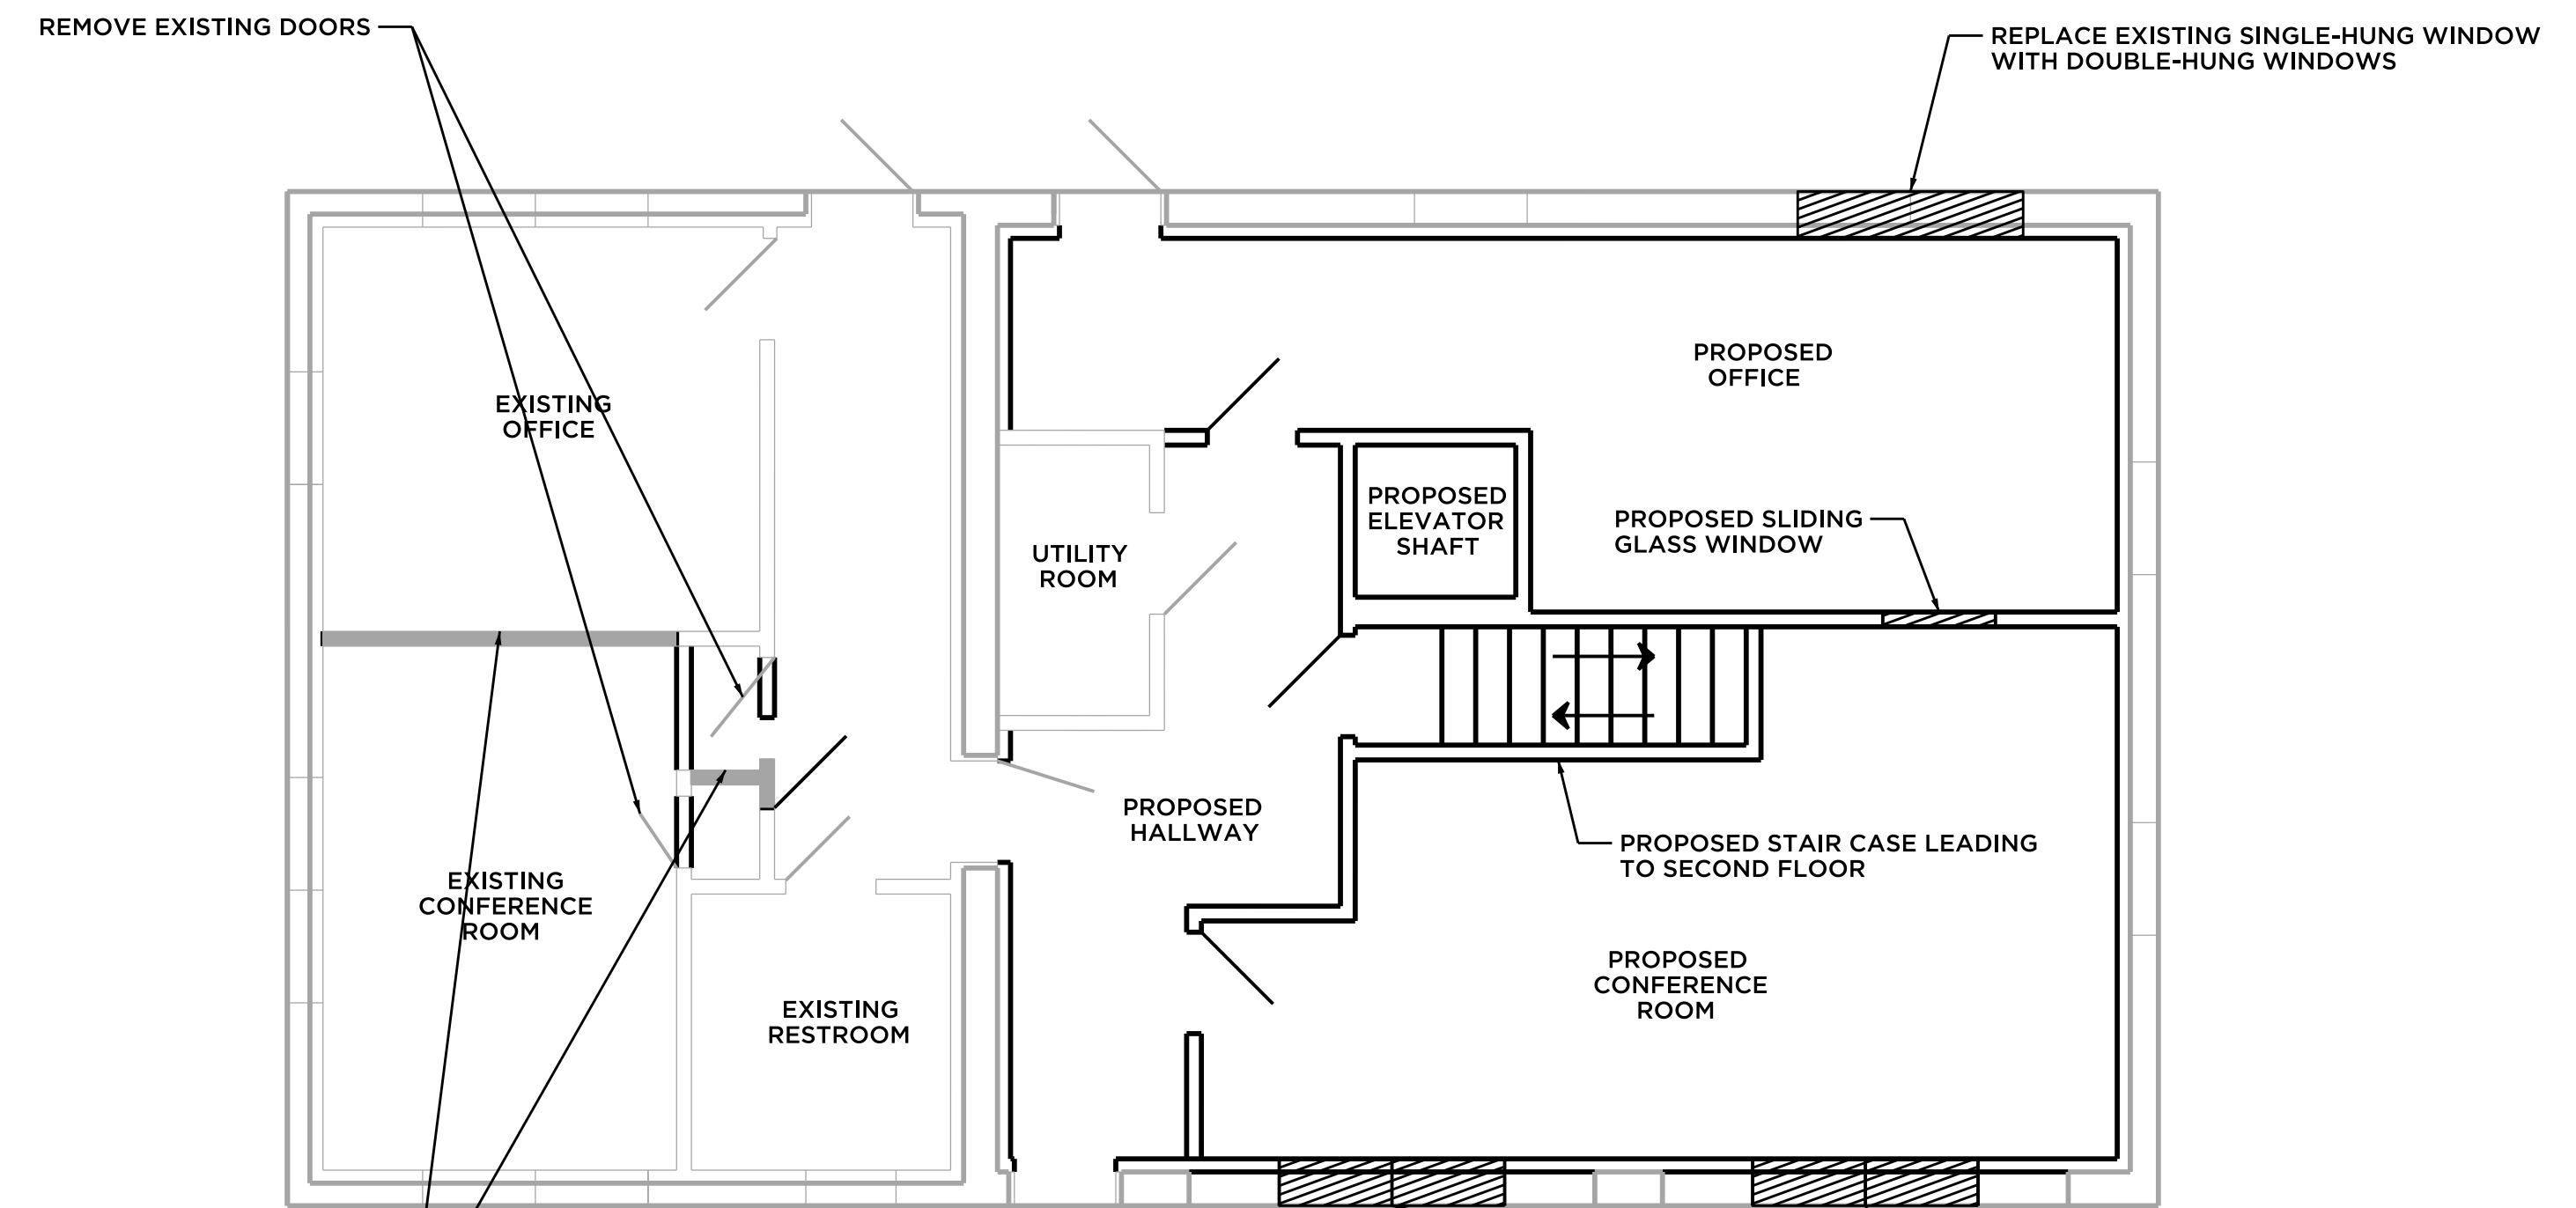 REMOVE EXISTING DOORS
REPLACE EXISTING SINGLE-HUNG WINDOW
WITH DOUBLE-HUNG WINDOWS
EXISTING
OFFICE
PROPOSED
OFFICE
PROPOSED
ELEVATOR
SHAFT
PROPOSED SLIDING
GLASS WINDOW
UTILITY
ROOM
PROPOSED
HALLWAY
PROPOSED STAIR CASE LEADING
TO SECOND FLOOR
EXISTING
CONFERENCE
ROOM
PROPOSED
CONFERENCE
ROOM
EXISTING
RESTROOM